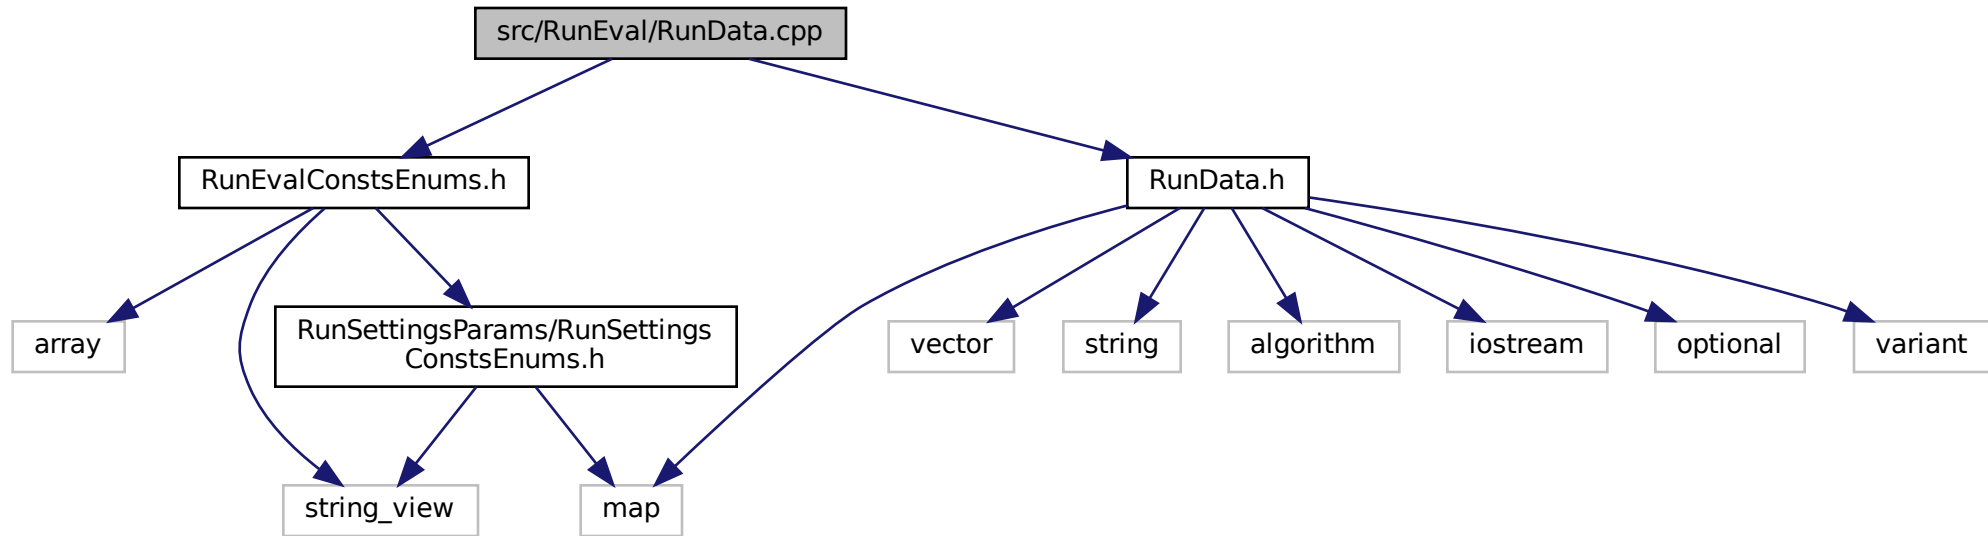 src/RunEval/RunData.cpp
RunEvalConstsEnums.h
RunData.h
array
RunSettingsParams/RunSettings
ConstsEnums.h
vector
string
algorithm
iostream
optional
variant
string_view
map